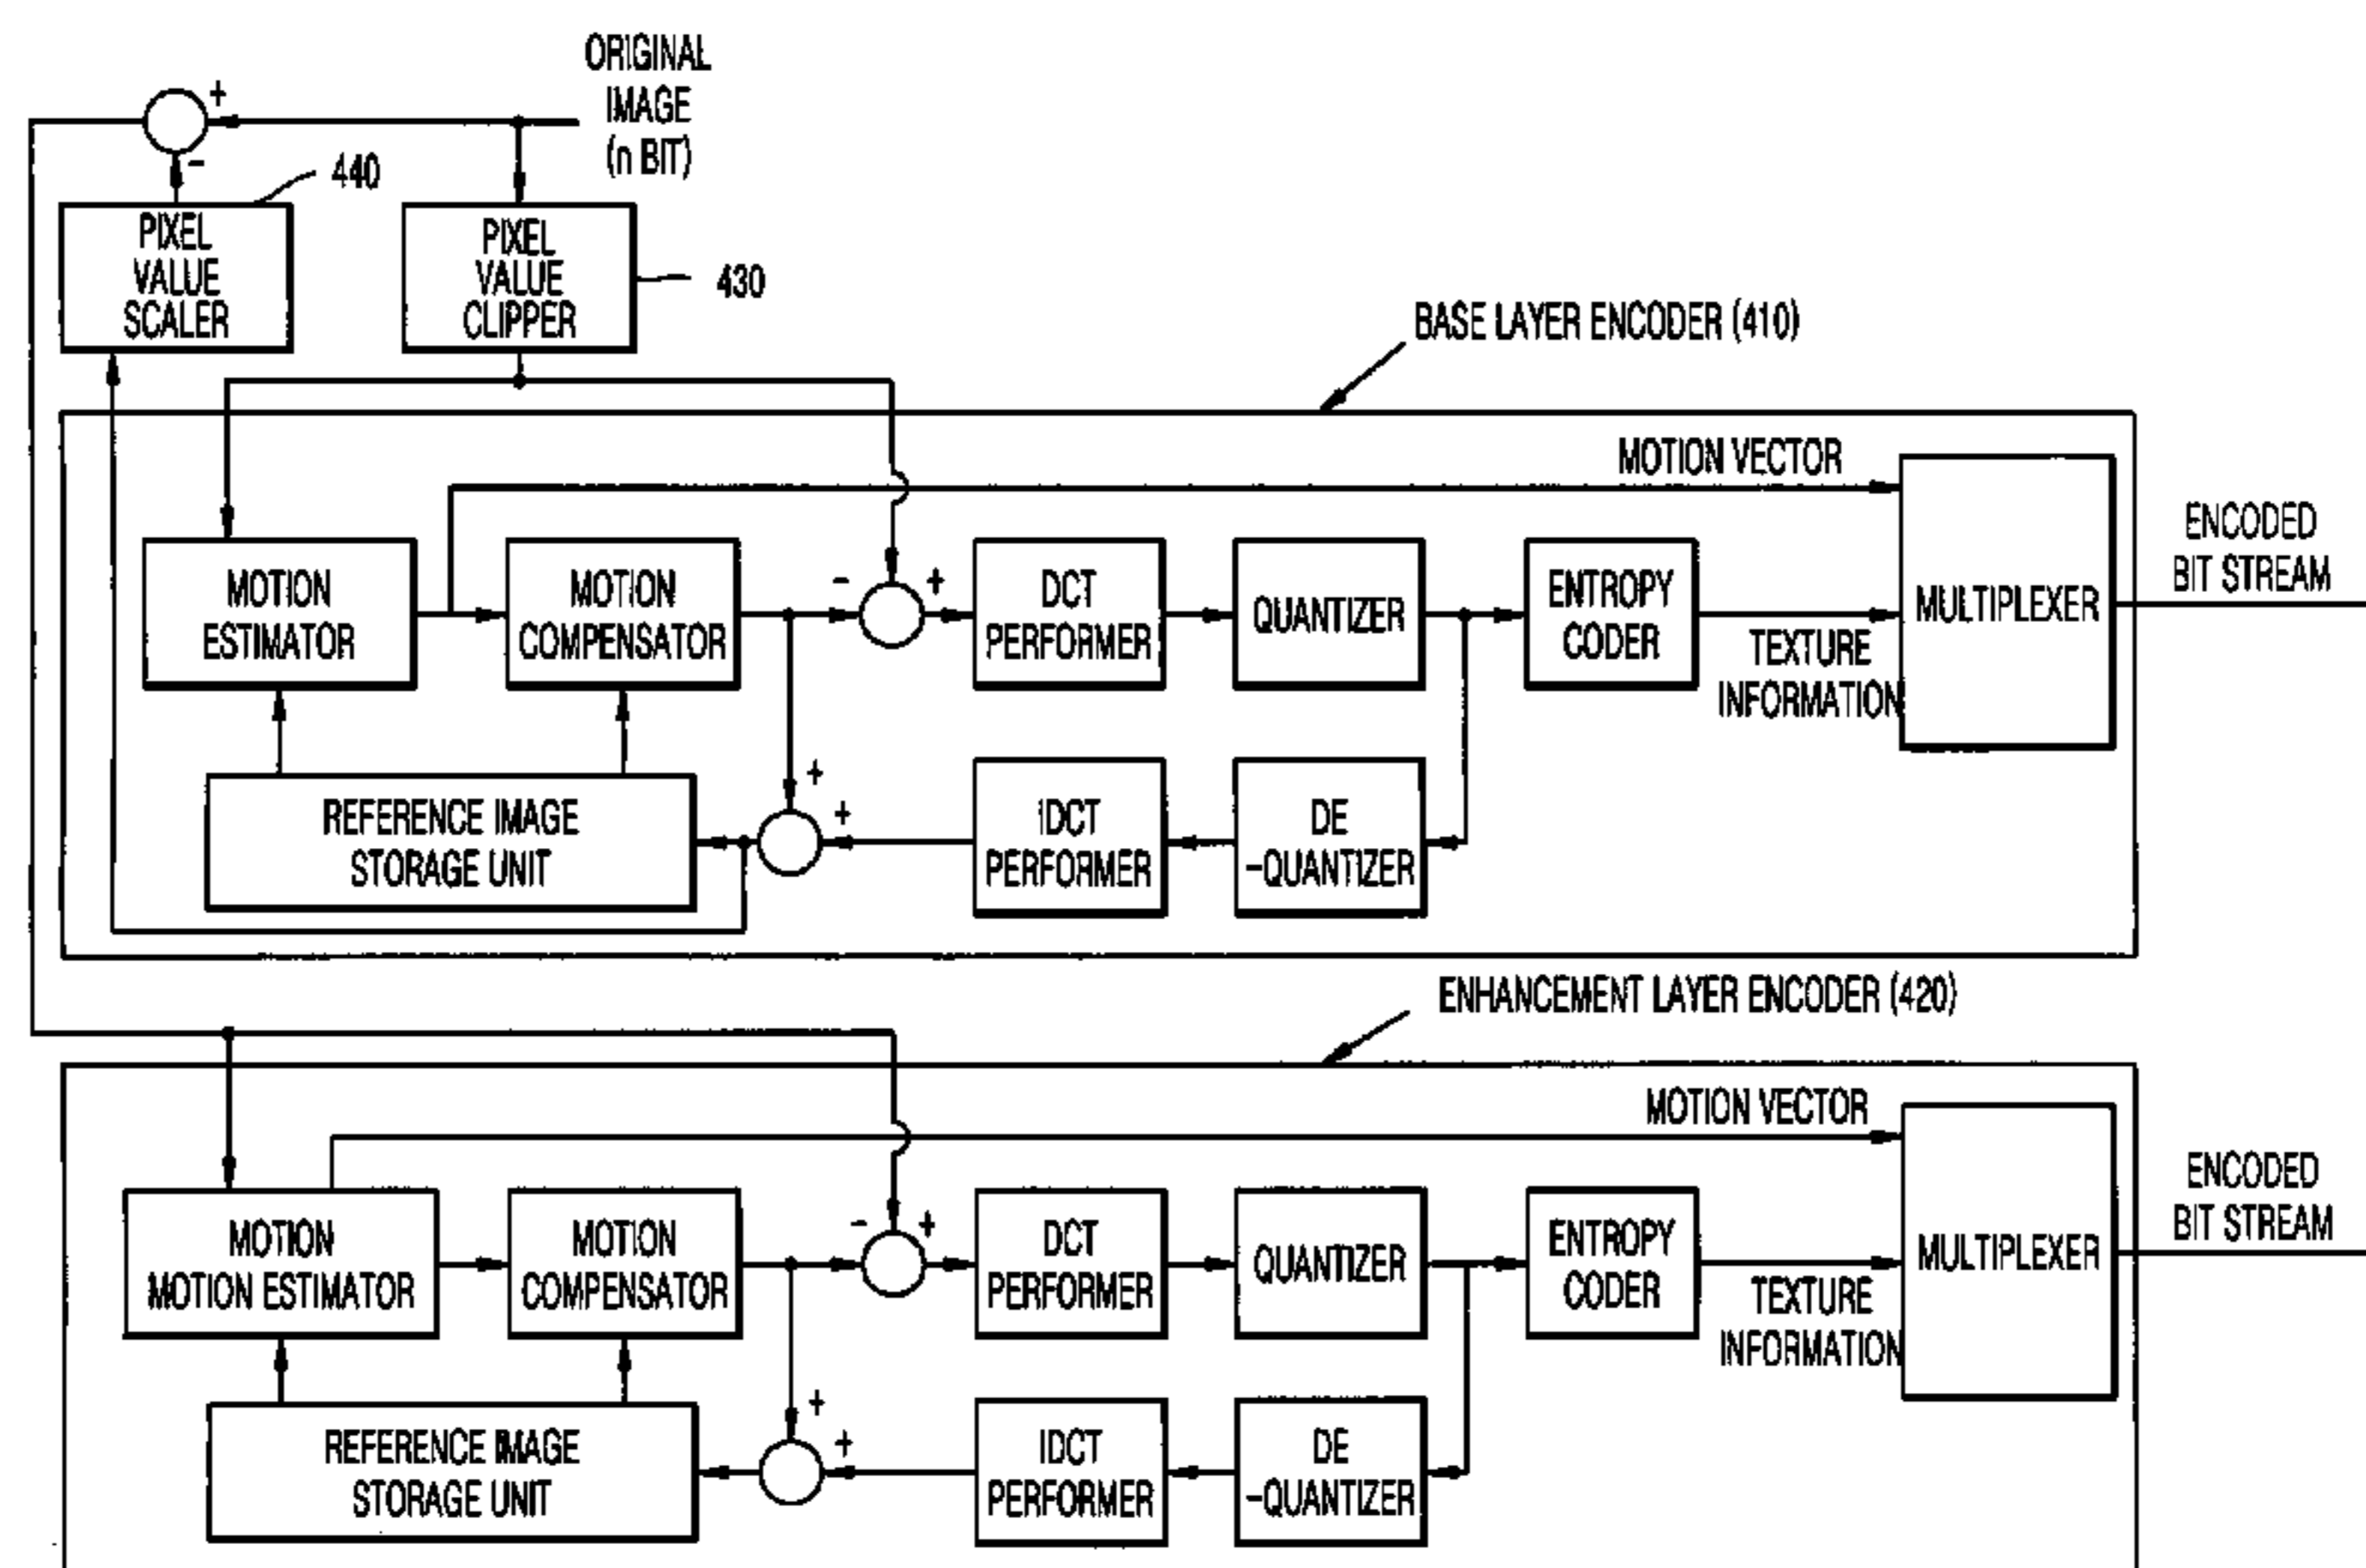 ORIGINAL
IMAGE
(n BIT)
+
-
440
PIXEL
VALUE
SCALER
PIXEL
VALUE
CLIPPER
430
BASE LAYER ENCODER (410)
MOTION VECTOR
MOTION
ESTIMATOR
MOTION
COMPENSATOR
-
+
DCT
PERFORMER
QUANTIZER
ENTROPY
CODER
TEXTURE
INFORMATION
MULTIPLEXER
ENCODED
BIT STREAM
REFERENCE IMAGE
STORAGE UNIT
+
+
IDCT
PERFORMER
DE
-QUANTIZER
ENHANCEMENT LAYER ENCODER (420)
MOTION VECTOR
MOTION
MOTION ESTIMATOR
MOTION
COMPENSATOR
-
+
DCT
PERFORMER
QUANTIZER
ENTROPY
CODER
TEXTURE
INFORMATION
MULTIPLEXER
ENCODED
BIT STREAM
REFERENCE IMAGE
STORAGE UNIT
+
+
IDCT
PERFORMER
DE
-QUANTIZER